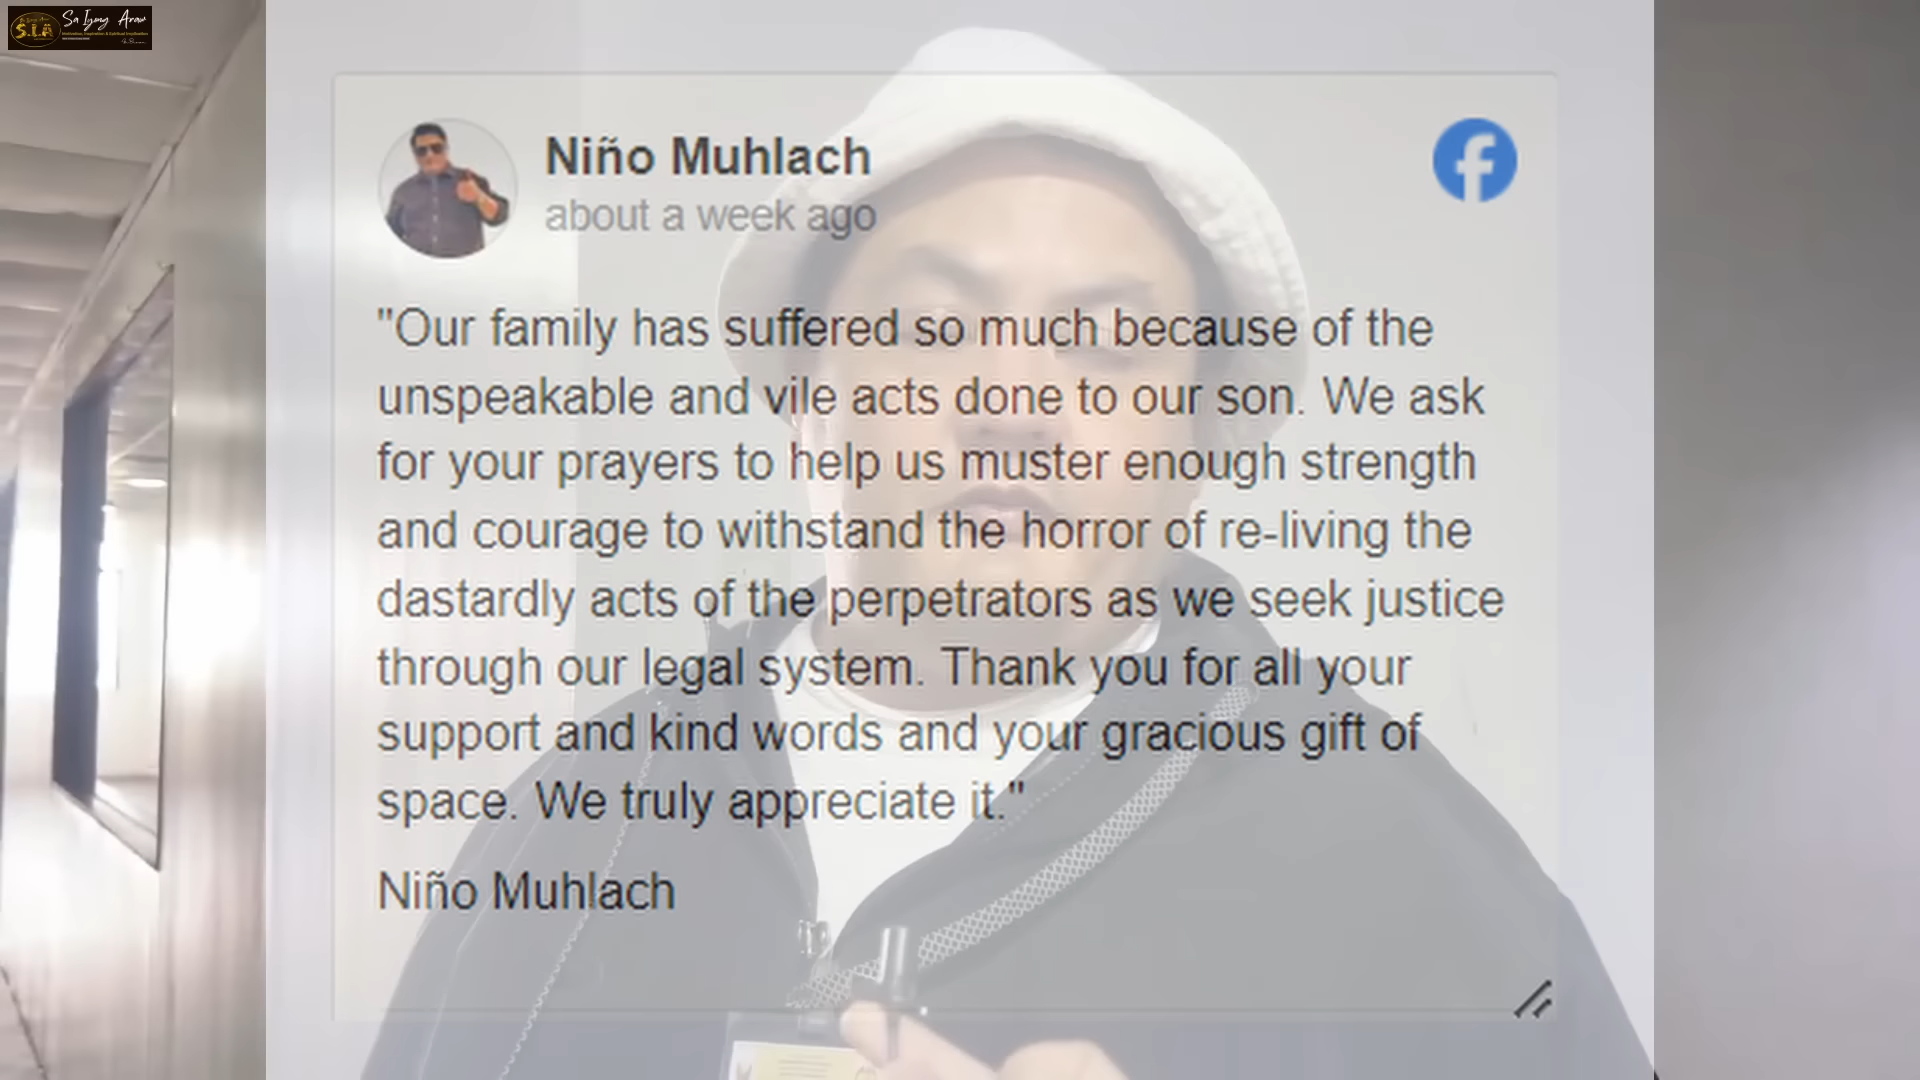 Sa Iyong Araw
S.I.A
Niño Muhlach
about a week ago
"Our family has suffered so much because of the
unspeakable and vile acts done to our son. We ask
for your prayers to help us muster enough strength
and courage to withstand the horror of re-living the
dastardly acts of the perpetrators as we seek justice
through our legal system. Thank you for all your
support and kind words and your gracious gift of
space. We truly appreciate it."
Niño Muhlach